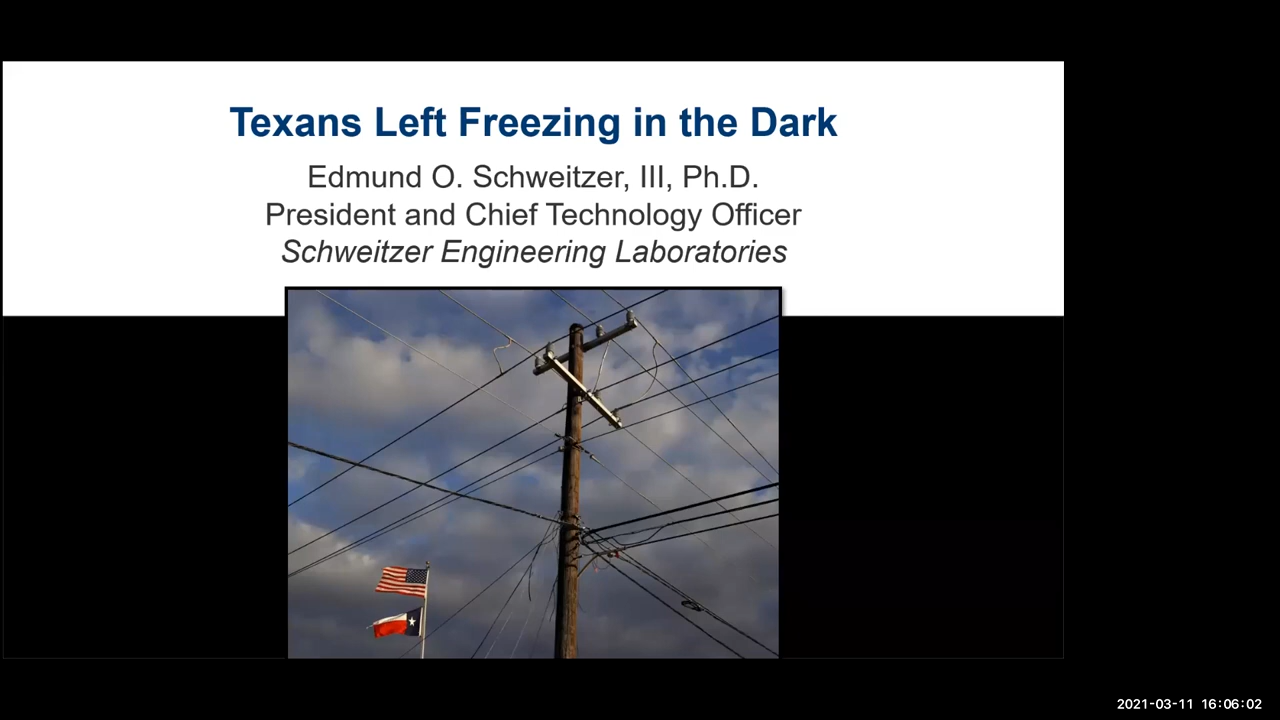 Texans Left Freezing in the Dark
Edmund O. Schweitzer, III, Ph.D.
President and Chief Technology Officer
Schweitzer Engineering Laboratories
2021-03-11 16:06:02